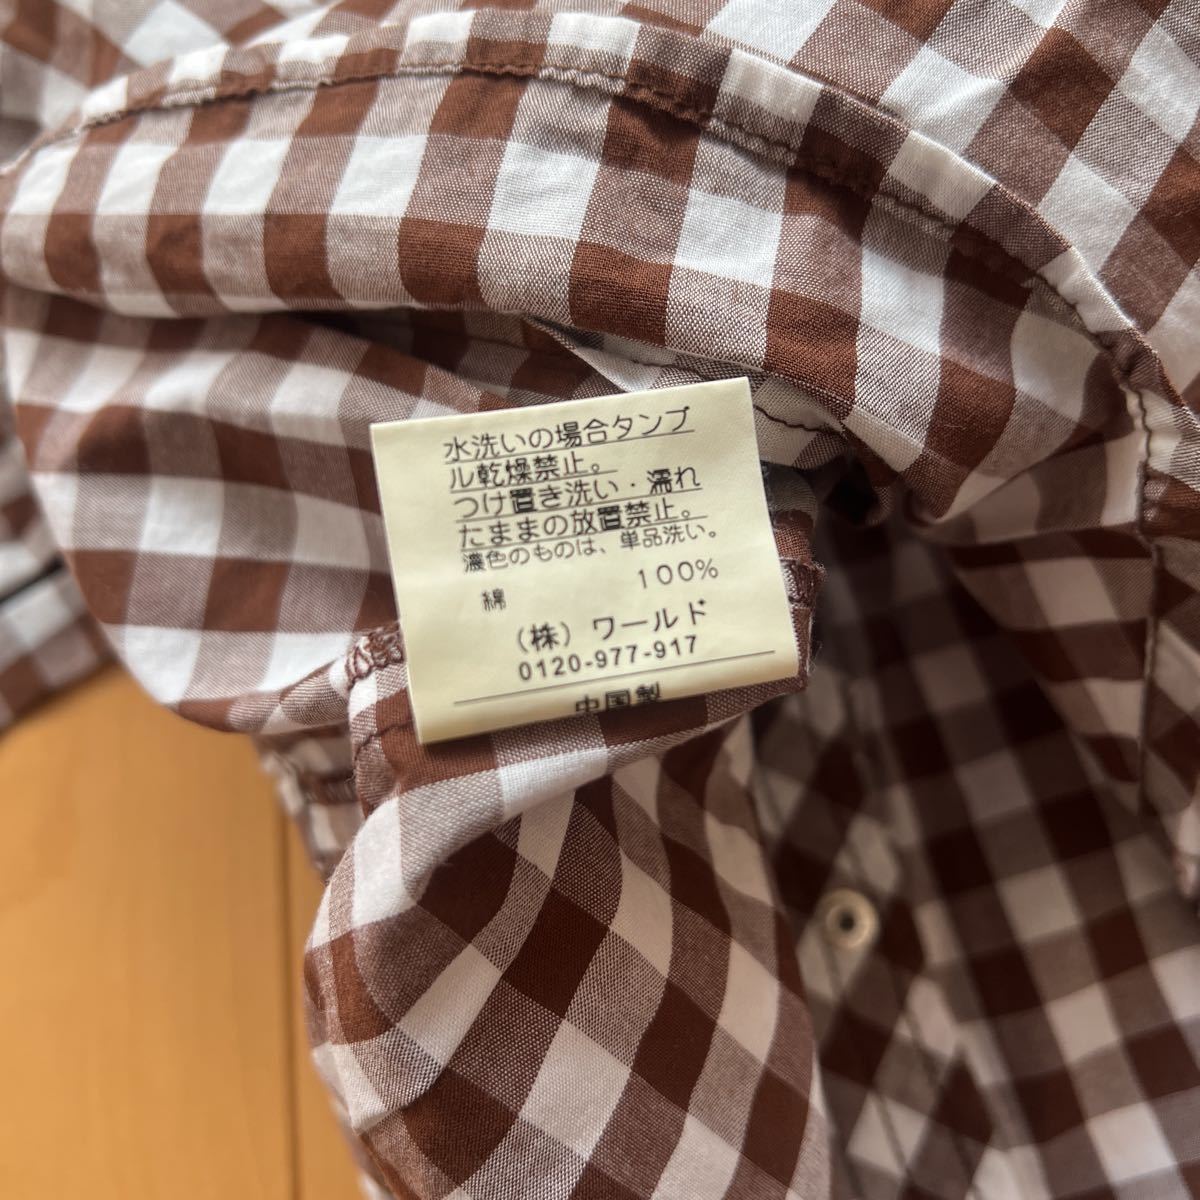 水洗いの場合タンブ
ル乾燥禁止。
つけ置き洗い・濡れ
たままの放置禁止。
濃色のものは、単品洗い。
綿 100%
(株)ワールド
0120-977-917
中国製